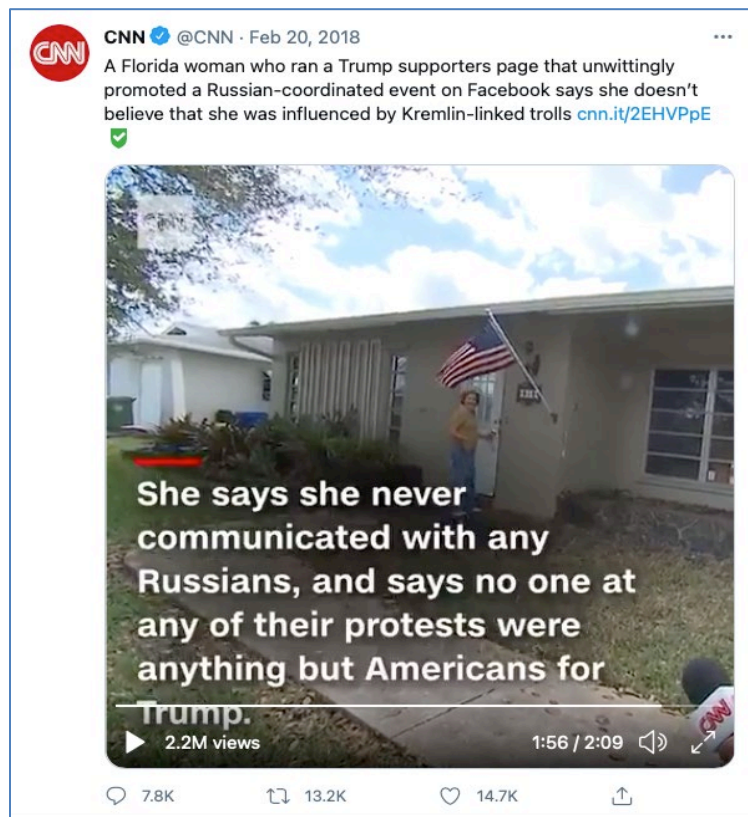 CNN @CNN · Feb 20, 2018
A Florida woman who ran a Trump supporters page that unwittingly
promoted a Russian-coordinated event on Facebook says she doesn't
believe that she was influenced by Kremlin-linked trolls cnn.it/2EHVPpE
CNN
CNN
She says she never
communicated with any
Russians, and says no one at
any of their protests were
anything but Americans for
Trump.
CNN
2.2M views 1:56 / 2:09
7.8K 13.2K 14.7K